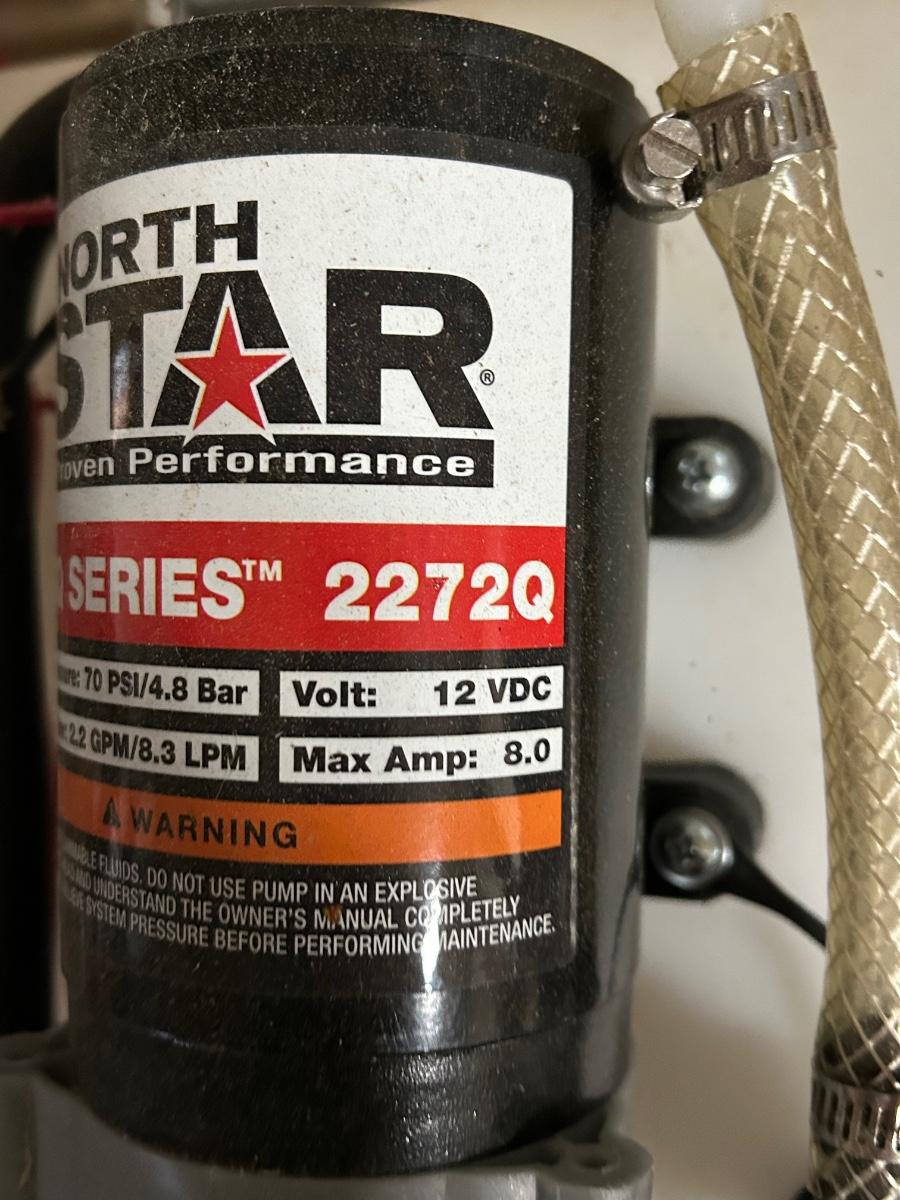 NORTH
STAR®
Proven Performance
SERIES™ 2272Q
70 PSI/4.8 Bar
Volt: 12 VDC
2.2 GPM/8.3 LPM
Max Amp: 8.0
WARNING
FLUIDS. DO NOT USE PUMP IN AN EXPLOSIVE
AND UNDERSTAND THE OWNER'S MANUAL COMPLETELY
SYSTEM PRESSURE BEFORE PERFORMING MAINTENANCE.